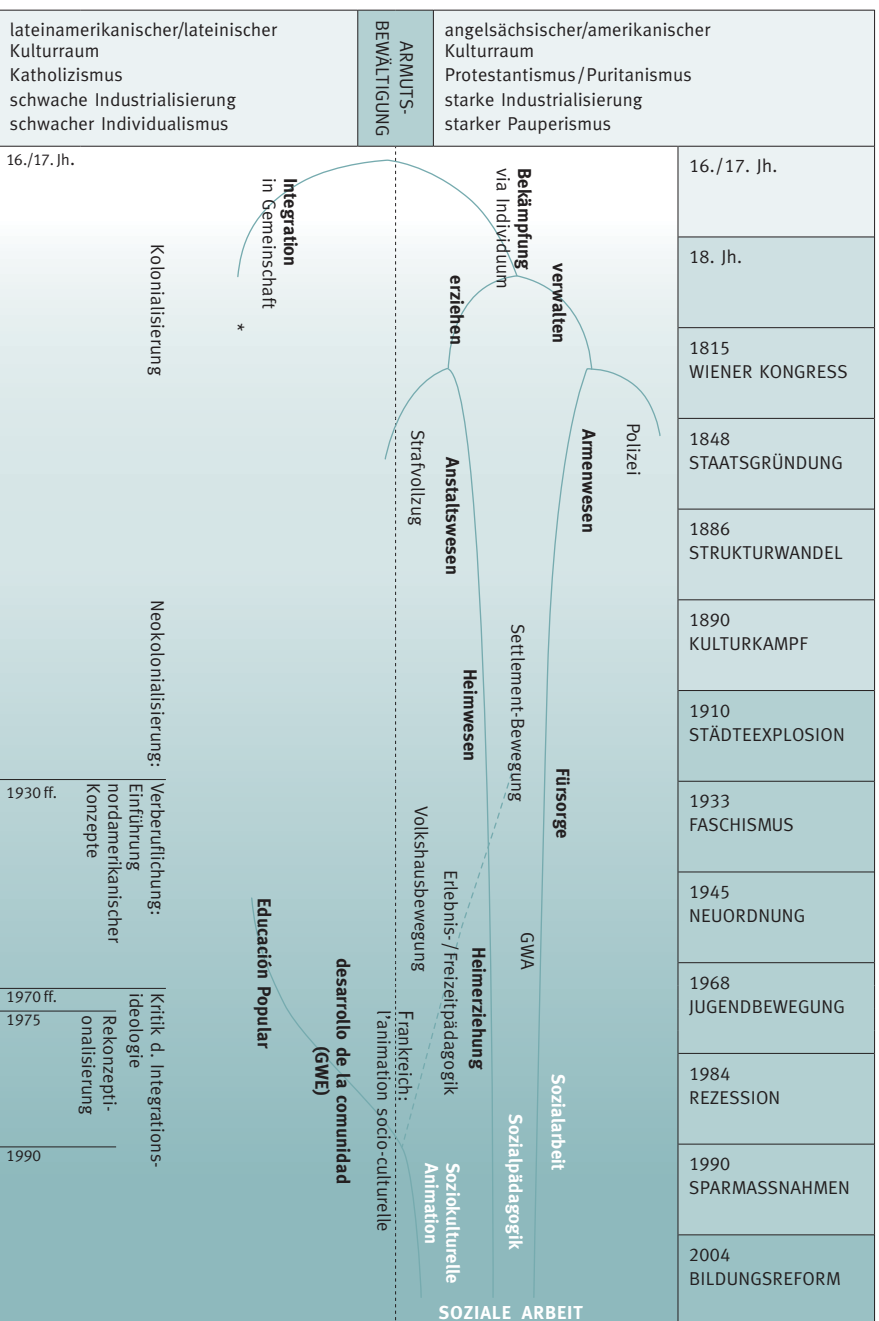 lateinamerikanischer/lateinischer
Kulturraum
Katholizismus
schwache Industrialisierung
schwacher Individualismus
ARMUTS-
BEWÄLTIGUNG
angelsächsischer/amerikanischer
Kulturraum
Protestantismus/Puritanismus
starke Industrialisierung
starker Pauperismus
16./17. Jh.
Kolonialisierung
Neokolonialisierung:
1930 ff.
Verberuflichung:
Einführung
nordamerikanischer
Konzepte
1970 ff.
Kritik d. Integrations-
ideologie
1975
Rekonzepti-
onalisierung
1990
Integration
in Gemeinschaft
*
Educación Popular
desarrollo de la comunidad
(GWE)
Frankreich:
l'animation socio-culturelle
Bekämpfung
via Individuum
erziehen
verwalten
Strafvollzug
Anstaltswesen
Armenwesen
Polizei
Settlement-Bewegung
Heimwesen
Fürsorge
Volkshausbewegung
Erlebnis-/Freizeitpädagogik
Heimerziehung
GWA
Soziokulturelle
Animation
Sozialpädagogik
Sozialarbeit
SOZIALE ARBEIT
16./17. Jh.
18. Jh.
1815
WIENER KONGRESS
1848
STAATSGRÜNDUNG
1886
STRUKTURWANDEL
1890
KULTURKAMPF
1910
STÄDTEEXPLOSION
1933
FASCHISMUS
1945
NEUORDNUNG
1968
JUGENDBEWEGUNG
1984
REZESSION
1990
SPARMASSNAHMEN
2004
BILDUNGSREFORM